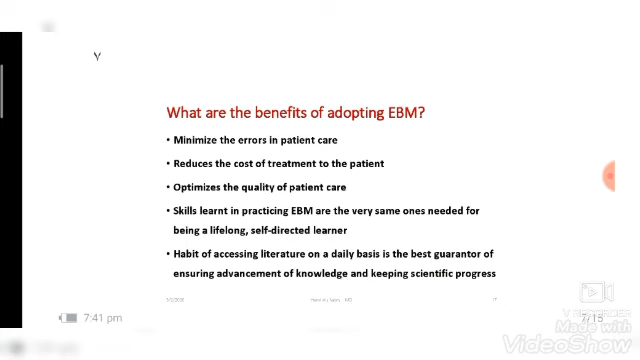 Y
What are the benefits of adopting EBM?
• Minimize the errors in patient care
• Reduces the cost of treatment to the patient
• Optimizes the quality of patient care
• Skills learnt in practicing EBM are the very same ones needed for
being a lifelong, self-directed learner
• Habit of accessing literature on a daily basis is the best guarantor of
ensuring advancement of knowledge and keeping scientific progress
7:41 pm
7/15
Made with
VideoShow